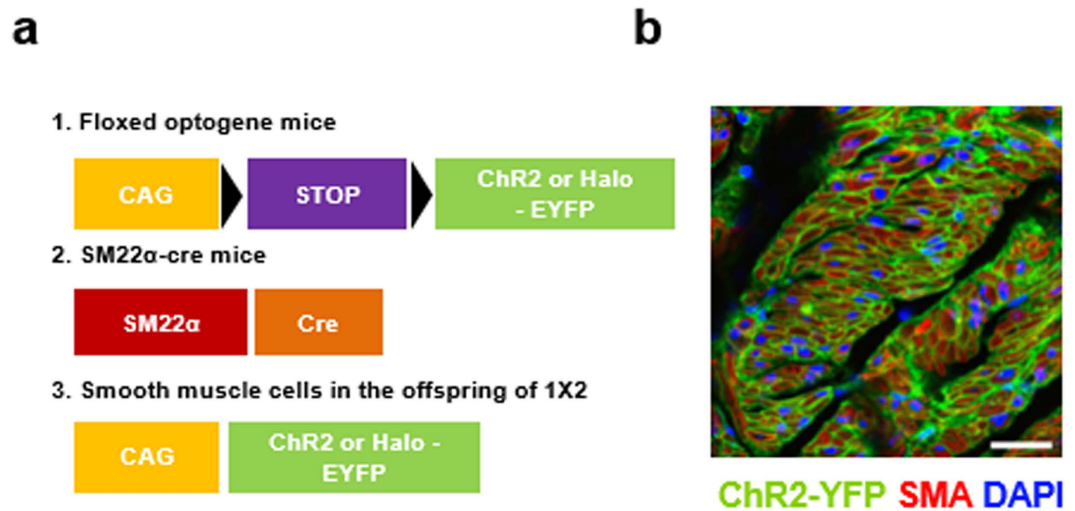 a
b
1. Floxed optogene mice
CAG
STOP
ChR2 or Halo
- EYFP
2. SM22α-cre mice
SM22α
Cre
3. Smooth muscle cells in the offspring of 1X2
CAG
ChR2 or Halo -
EYFP
ChR2-YFP SMA DAPI